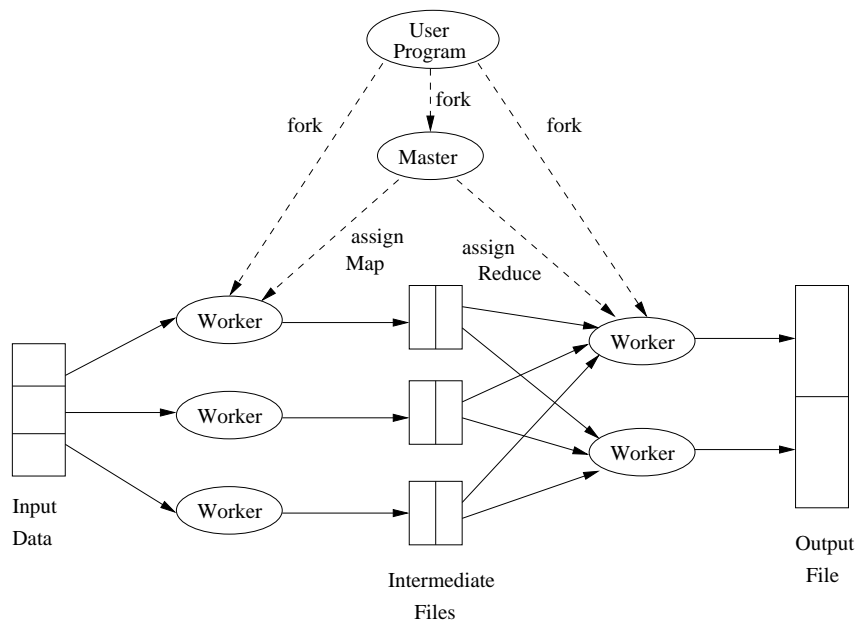 User
Program
fork
fork
fork
Master
assign
Map
assign
Reduce
Worker
Worker
Worker
Worker
Worker
Input
Data
Intermediate
Files
Output
File